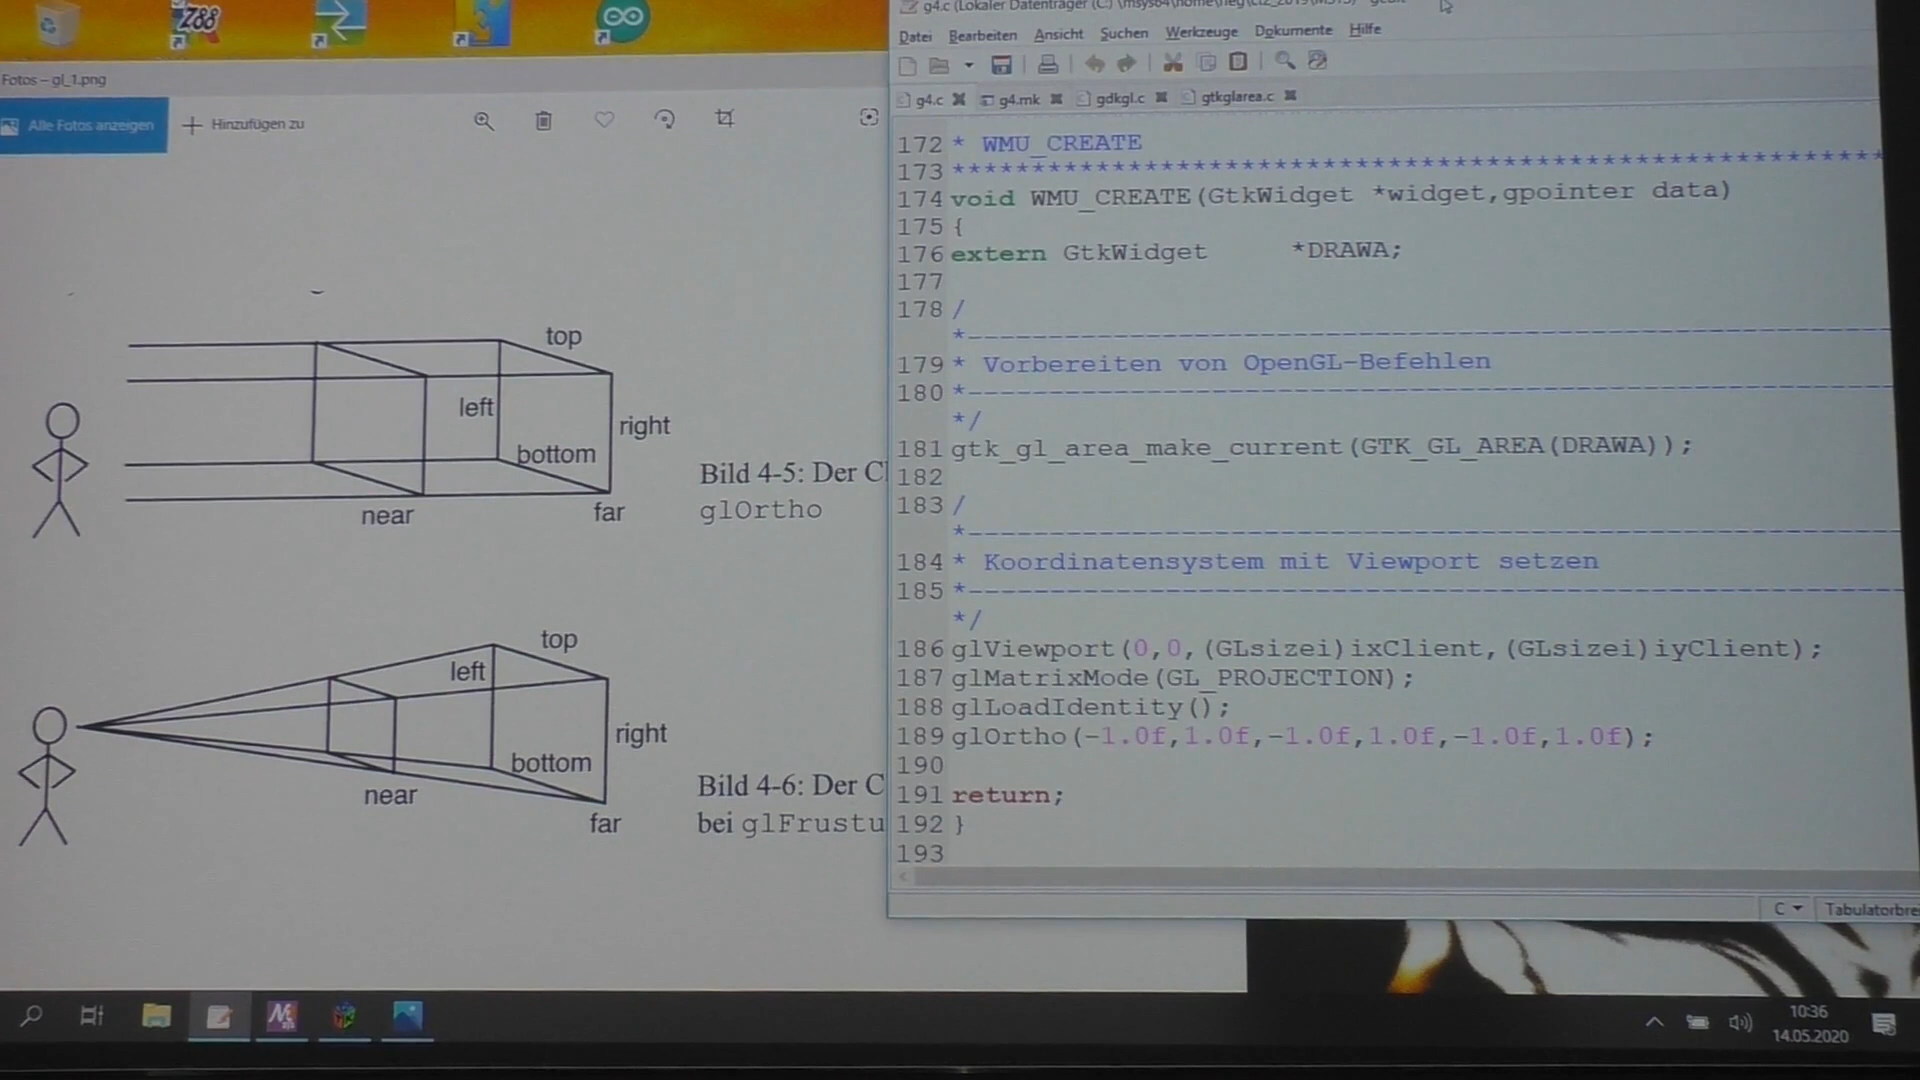 Z88
Fotos – gl_1.png
Alle Fotos anzeigen
Hinzufügen zu
top
left
right
bottom
near
far
Bild 4-5: Der
glOrtho
top
left
right
bottom
near
far
Bild 4-6: Der
bei glFrustu
g4.c (Lokaler Datenträger (C:)
Datei Bearbeiten Ansicht Suchen Werkzeuge Dokumente Hilfe
g4.c g4.mk gdkgl.c gtkglarea.c
172 * WMU_CREATE
173 ***********************************************************
174 void WMU_CREATE(GtkWidget *widget,gpointer data)
175 {
176 extern GtkWidget *DRAWA;
177
178 /
*-----------------------------------------------------------
179 * Vorbereiten von OpenGL-Befehlen
180 *-----------------------------------------------------------
*/
181 gtk_gl_area_make_current(GTK_GL_AREA(DRAWA));
182
183 /
*-----------------------------------------------------------
184 * Koordinatensystem mit Viewport setzen
185 *-----------------------------------------------------------
*/
186 glViewport(0,0,(GLsizei)ixClient,(GLsizei)iyClient);
187 glMatrixMode(GL_PROJECTION);
188 glLoadIdentity();
189 glOrtho(-1.0f,1.0f,-1.0f,1.0f,-1.0f,1.0f);
190
191 return;
192 }
193
C Tabulatorbre
10:36
14.05.2020